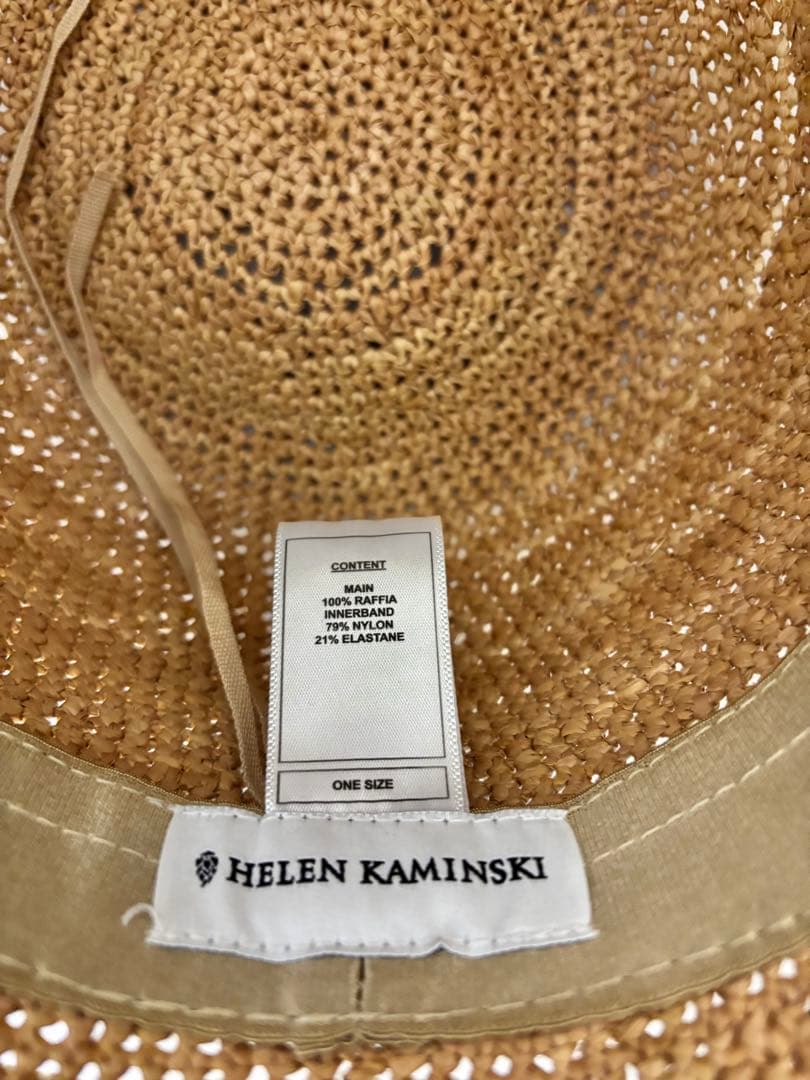 CONTENT
MAIN
100% RAFFIA
INNERBAND
79% NYLON
21% ELASTANE
ONE SIZE
HELEN KAMINSKI